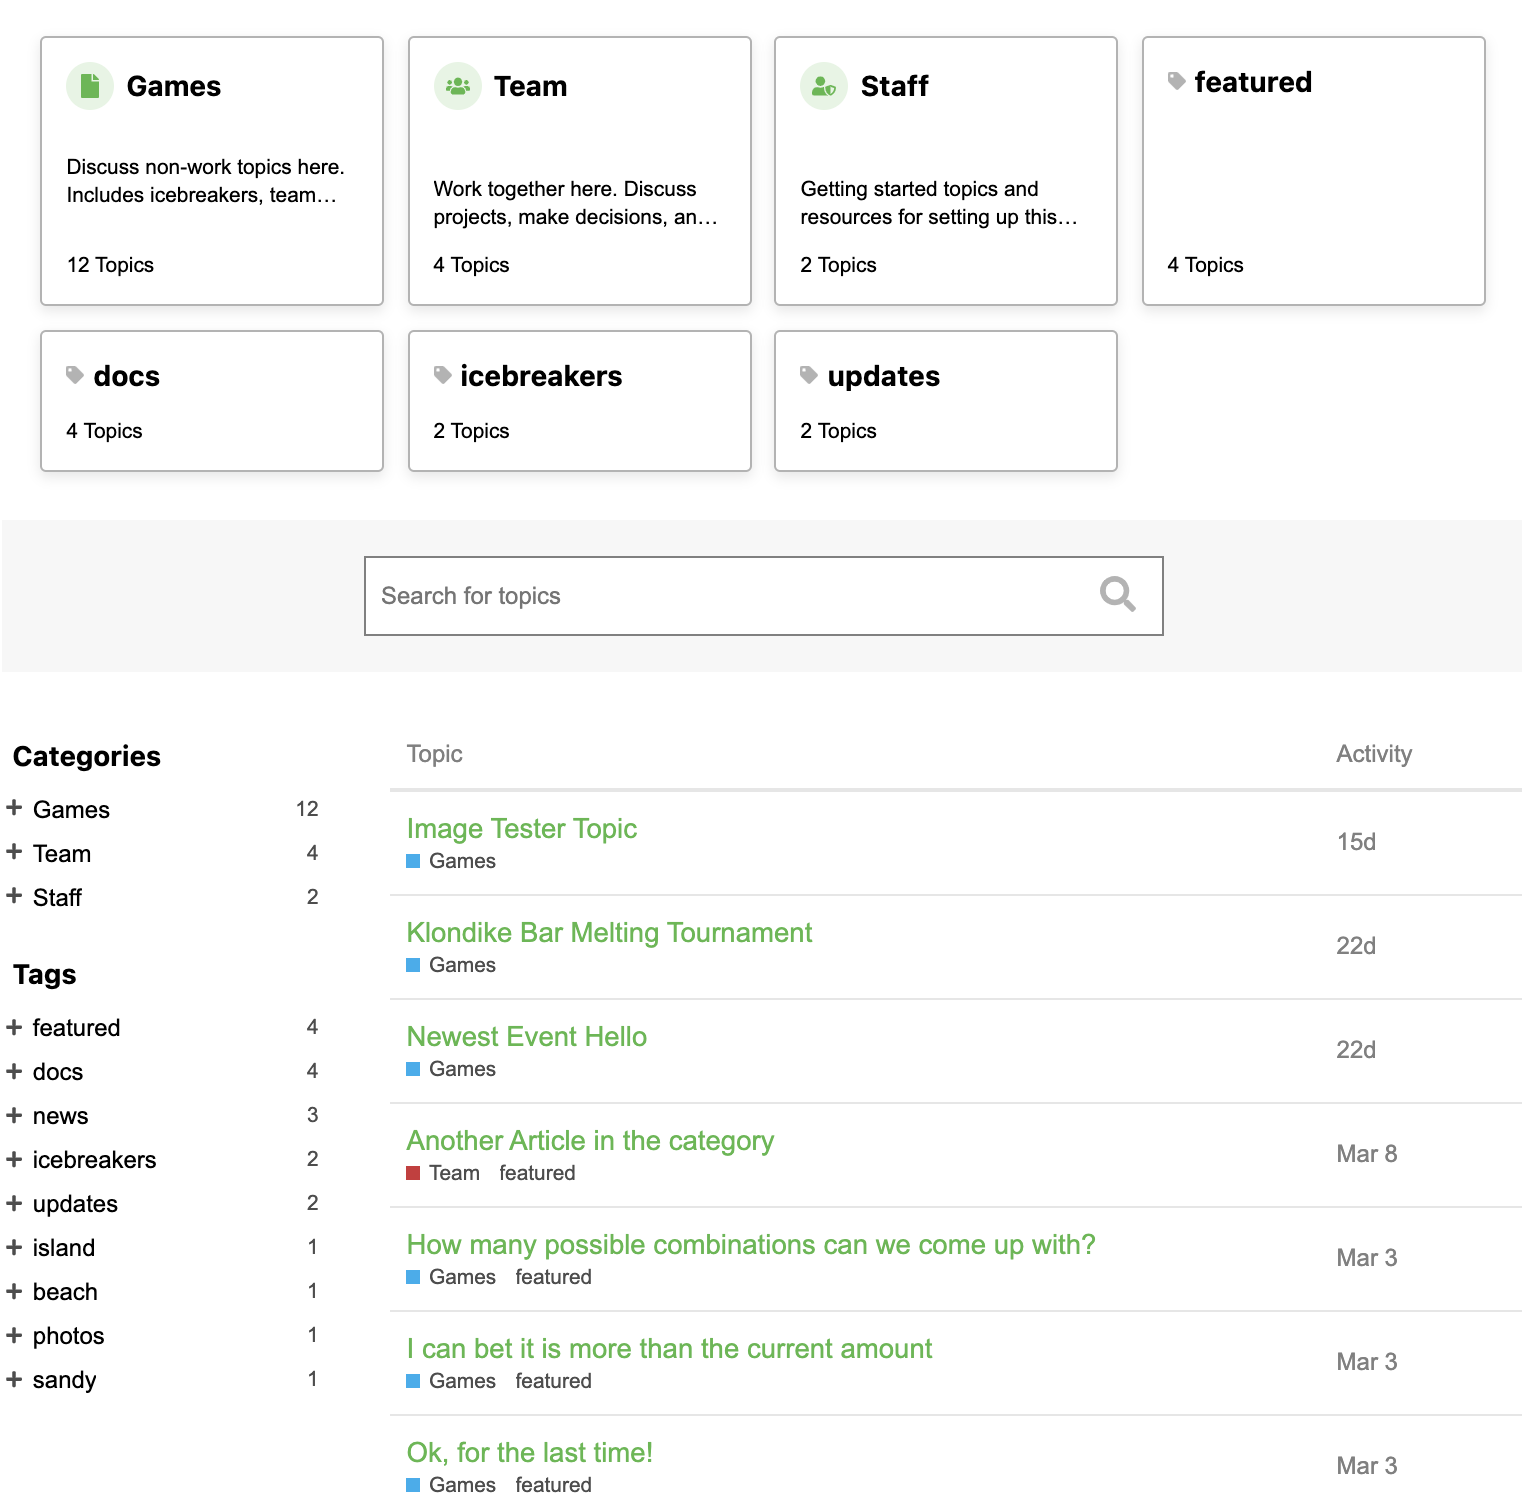 Games
Discuss non-work topics here.
Includes icebreakers, team…
12 Topics
Team
Work together here. Discuss
projects, make decisions, an…
4 Topics
Staff
Getting started topics and
resources for setting up this…
2 Topics
featured
4 Topics
docs
4 Topics
icebreakers
2 Topics
updates
2 Topics
Search for topics
Categories
Games 12
Team 4
Staff 2
Tags
featured 4
docs 4
news 3
icebreakers 2
updates 2
island 1
beach 1
photos 1
sandy 1
Topic Activity
Image Tester Topic
Games
15d
Klondike Bar Melting Tournament
Games
22d
Newest Event Hello
Games
22d
Another Article in the category
Team featured
Mar 8
How many possible combinations can we come up with?
Games featured
Mar 3
I can bet it is more than the current amount
Games featured
Mar 3
Ok, for the last time!
Games featured
Mar 3